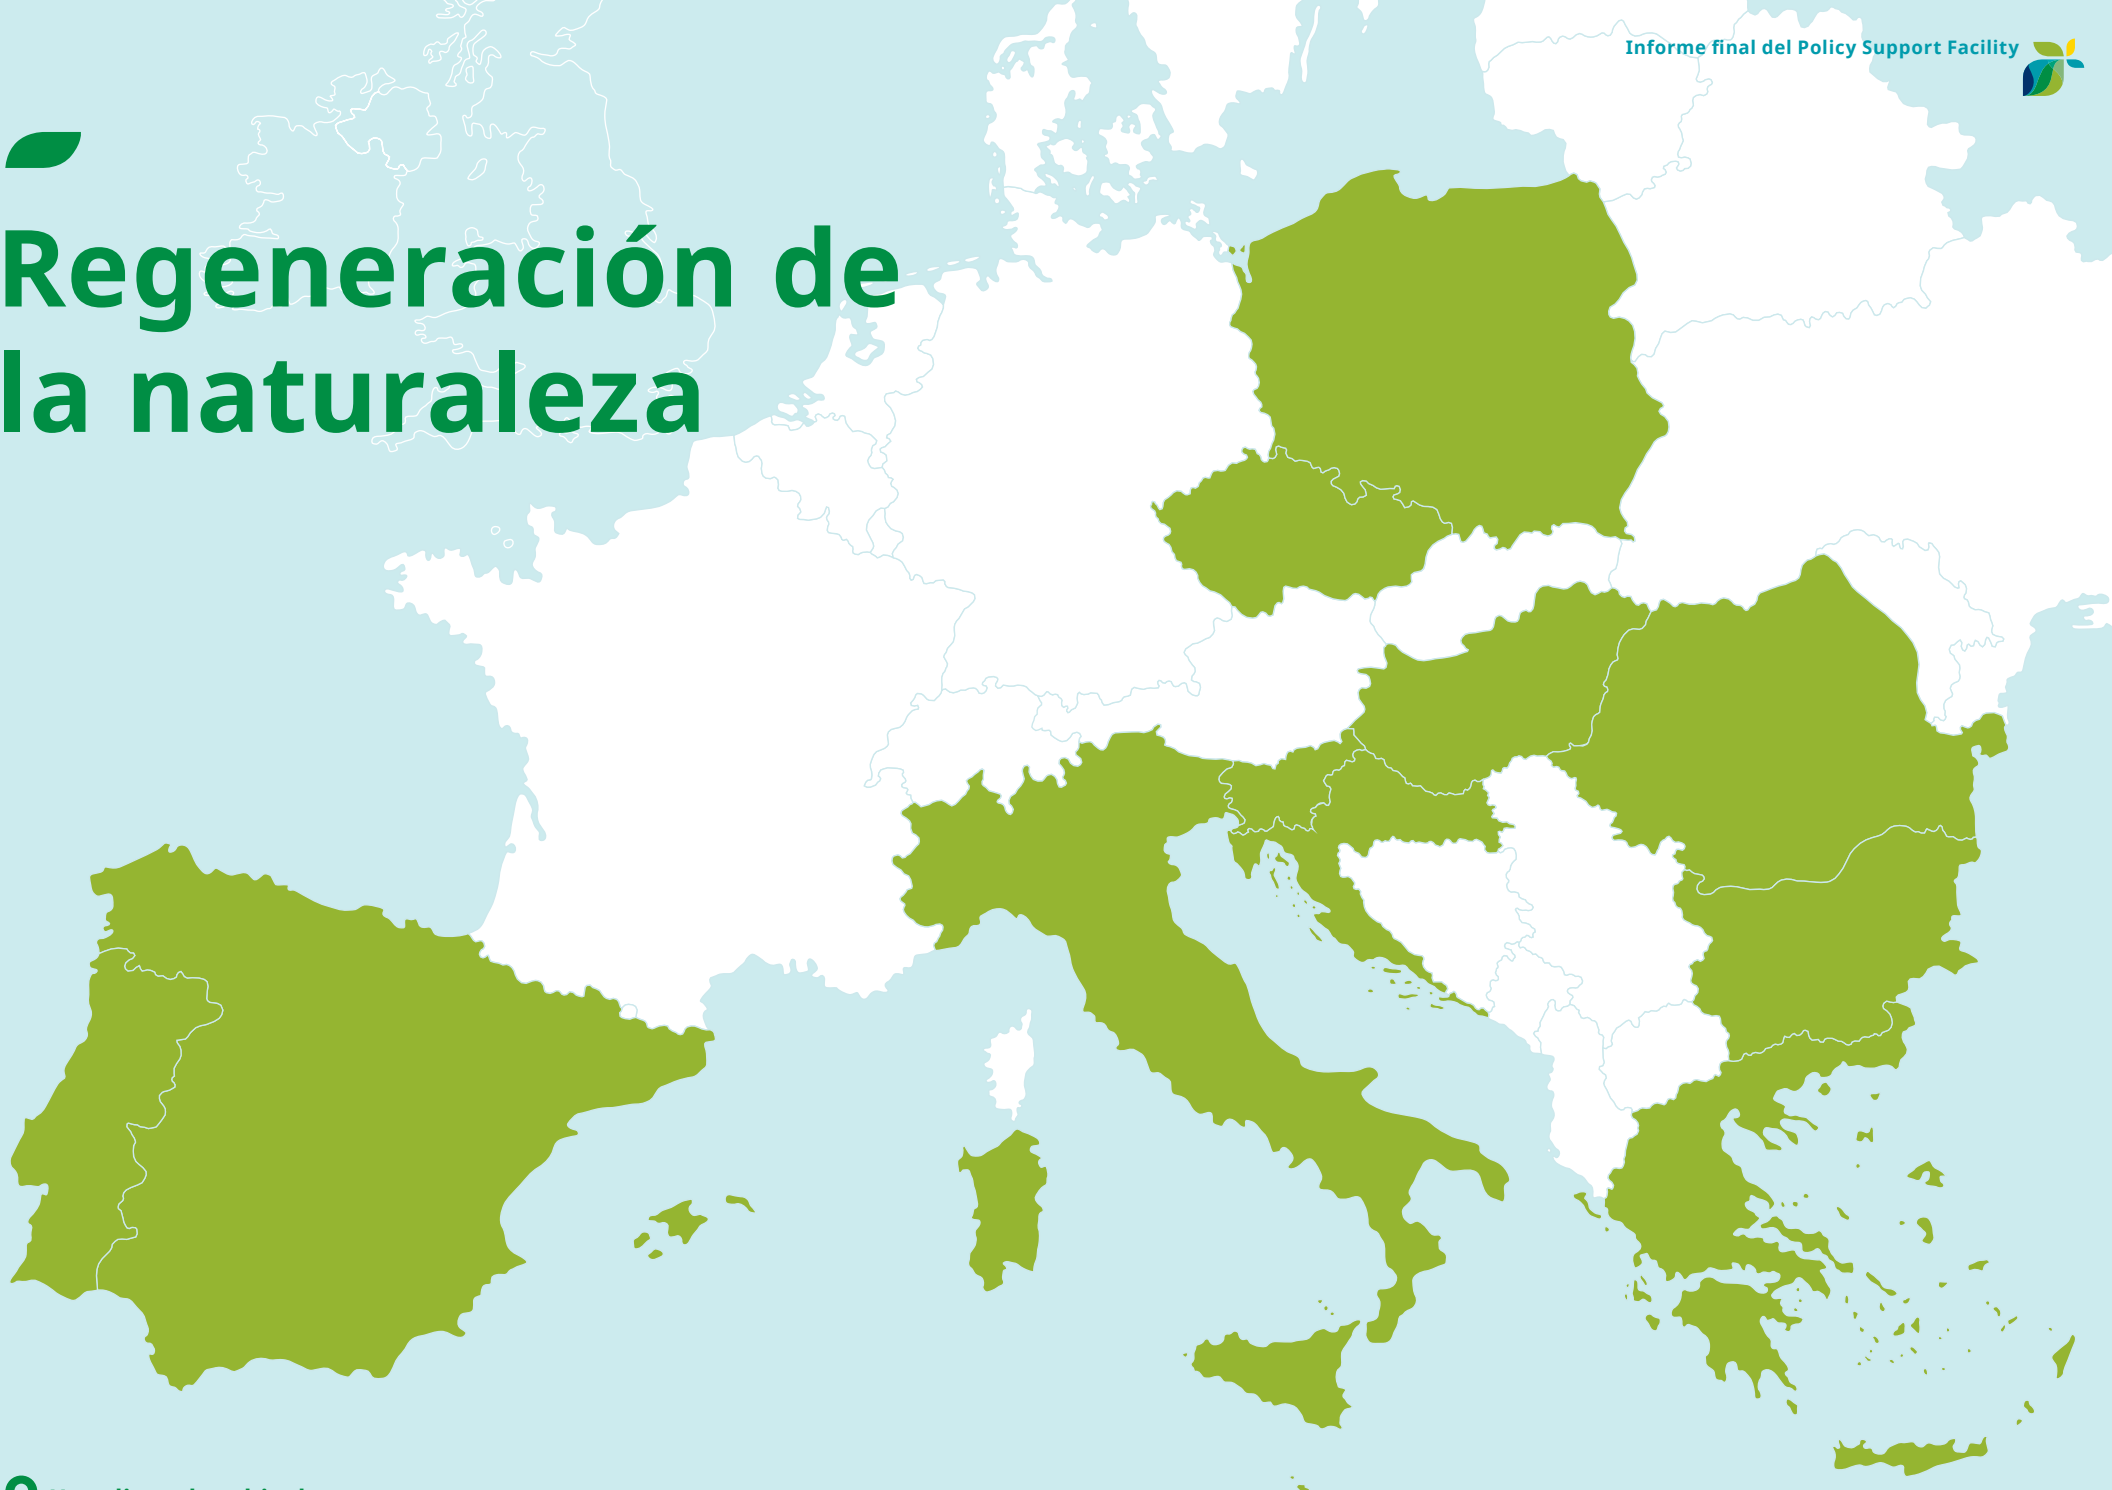 Informe final del Policy Support Facility
Regeneración de
la naturaleza